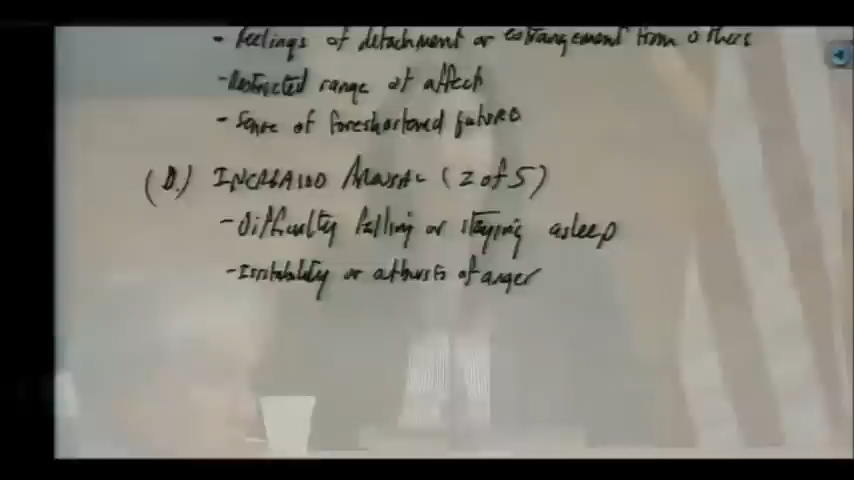 - Feelings of detachment or estrangement from others
- Restricted range of affect
- Sense of foreshortened future
(D.) INCREASED AROUSAL (2 of 5)
- Difficulty falling or staying asleep
- Irritability or outbursts of anger